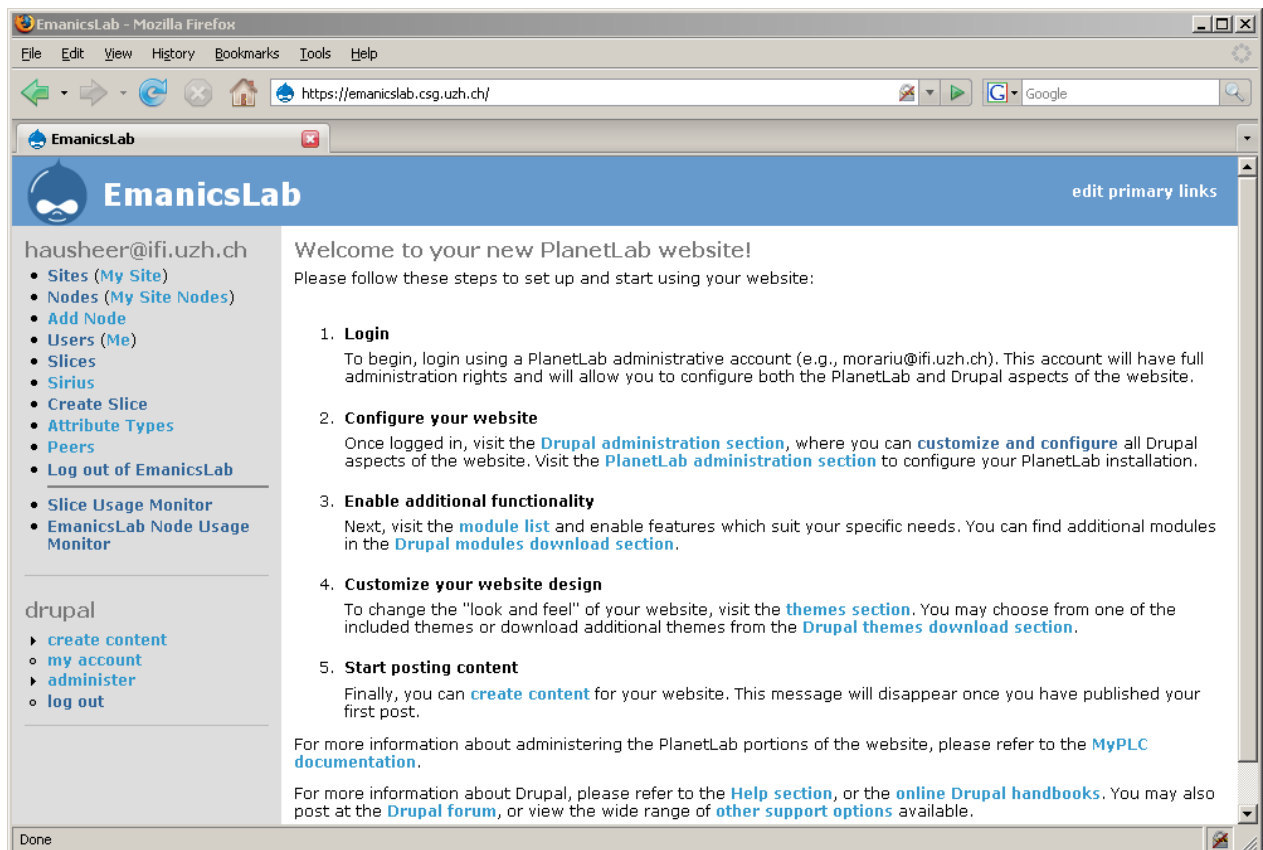 EmanicsLab - Mozilla Firefox
File Edit View History Bookmarks Tools Help
https://emanicslab.csg.uzh.ch/
G Google
EmanicsLab
EmanicsLab
edit primary links
hausheer@ifi.uzh.ch
Sites (My Site)
Nodes (My Site Nodes)
Add Node
Users (Me)
Slices
Sirius
Create Slice
Attribute Types
Peers
Log out of EmanicsLab
Slice Usage Monitor
EmanicsLab Node Usage
Monitor
drupal
create content
my account
administer
log out
Welcome to your new PlanetLab website!
Please follow these steps to set up and start using your website:
1. Login
To begin, login using a PlanetLab administrative account (e.g., morariu@ifi.uzh.ch). This account will have full
administration rights and will allow you to configure both the PlanetLab and Drupal aspects of the website.
2. Configure your website
Once logged in, visit the Drupal administration section, where you can customize and configure all Drupal
aspects of the website. Visit the PlanetLab administration section to configure your PlanetLab installation.
3. Enable additional functionality
Next, visit the module list and enable features which suit your specific needs. You can find additional modules
in the Drupal modules download section.
4. Customize your website design
To change the "look and feel" of your website, visit the themes section. You may choose from one of the
included themes or download additional themes from the Drupal themes download section.
5. Start posting content
Finally, you can create content for your website. This message will disappear once you have published your
first post.
For more information about administering the PlanetLab portions of the website, please refer to the MyPLC
documentation.
For more information about Drupal, please refer to the Help section, or the online Drupal handbooks. You may also
post at the Drupal forum, or view the wide range of other support options available.
Done